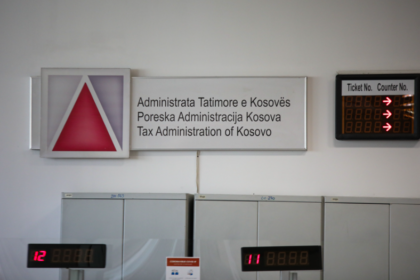 Administrata Tatimore e Kosovës
Poreska Administracija Kosova
Tax Administration of Kosovo
Ticket No. Counter No.
12
11